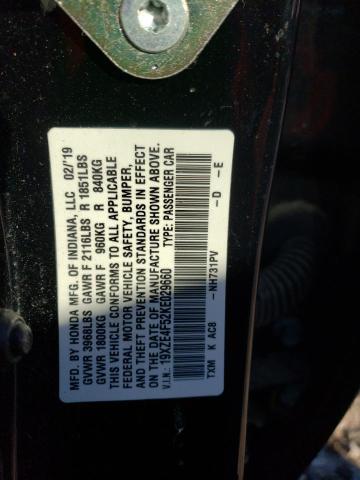 MFD. BY HONDA MFG. OF INDIANA, LLC 02/'19
GVWR 3968LBS GAWR F 2116LBS R 1851LBS
GVWR 1800KG GAWR F 960KG R 840KG
THIS VEHICLE CONFORMS TO ALL APPLICABLE
FEDERAL MOTOR VEHICLE SAFETY, BUMPER,
AND THEFT PREVENTION STANDARDS IN EFFECT
ON THE DATE OF MANUFACTURE SHOWN ABOVE.
V.I.N.: 19XZE4F52KE029660 TYPE: PASSENGER CAR
NH731PV -D -E
TXM K AC8